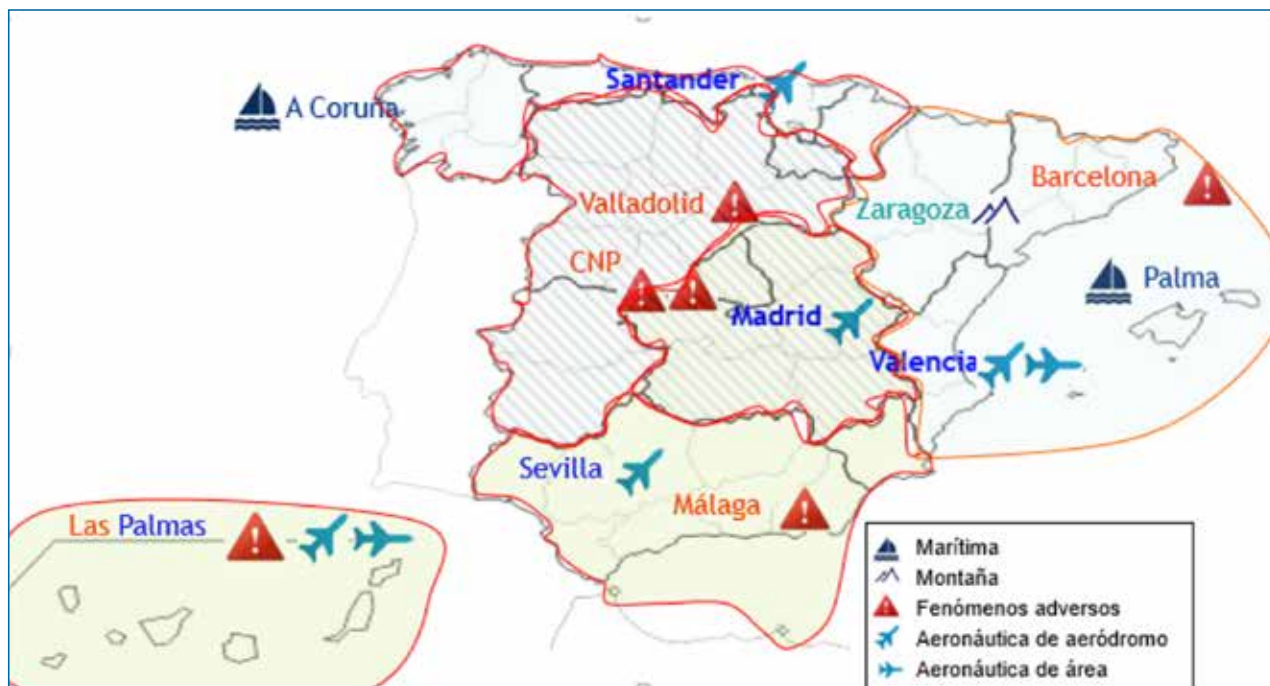 Santander
A Coruña
Barcelona
Valladolid
Zaragoza
CNP
Palma
Madrid
Valencia
Sevilla
Málaga
Las Palmas
Marítima
Montaña
Fenómenos adversos
Aeronáutica de aeródromo
Aeronáutica de área